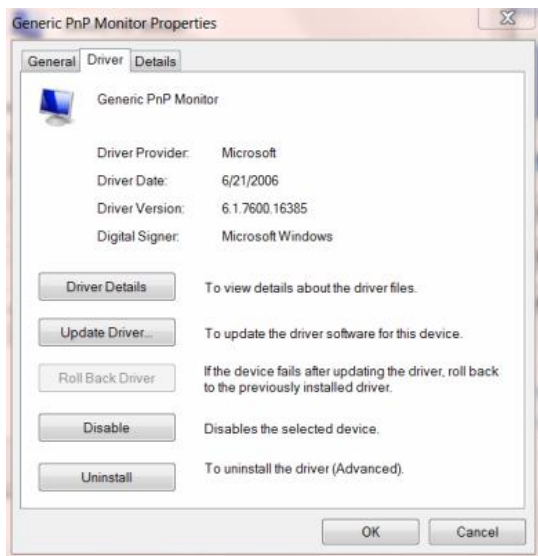 Generic PnP Monitor Properties
General Driver Details
Generic PnP Monitor
Driver Provider: Microsoft
Driver Date: 6/21/2006
Driver Version: 6.1.7600.16385
Digital Signer: Microsoft Windows
Driver Details To view details about the driver files.
Update Driver... To update the driver software for this device.
Roll Back Driver If the device fails after updating the driver, roll back
to the previously installed driver.
Disable Disables the selected device.
Uninstall To uninstall the driver (Advanced).
OK Cancel